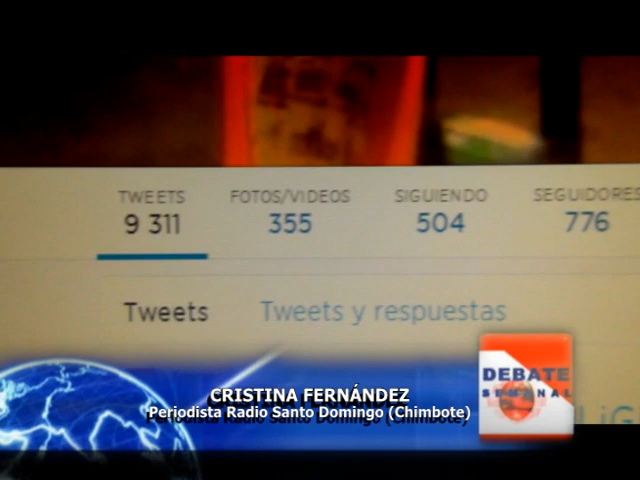 TWEETS FOTOS/VIDEOS SIGUIENDO SEGUIDORES
9 311 355 504 776
Tweets Tweets y respuestas
DEBATE
SEMANAL
CRISTINA FERNÁNDEZ
Periodista Radio Santo Domingo (Chimbote)